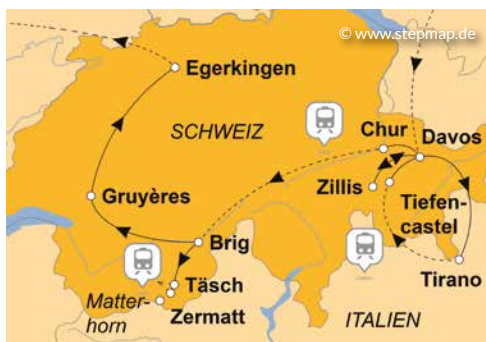 © www.stepmap.de
Egerkingen
SCHWEIZ
Chur
Davos
Zillis
Gruyères
Tiefen-
castel
Brig
Tirano
Täsch
Matter-
horn
Zermatt
ITALIEN